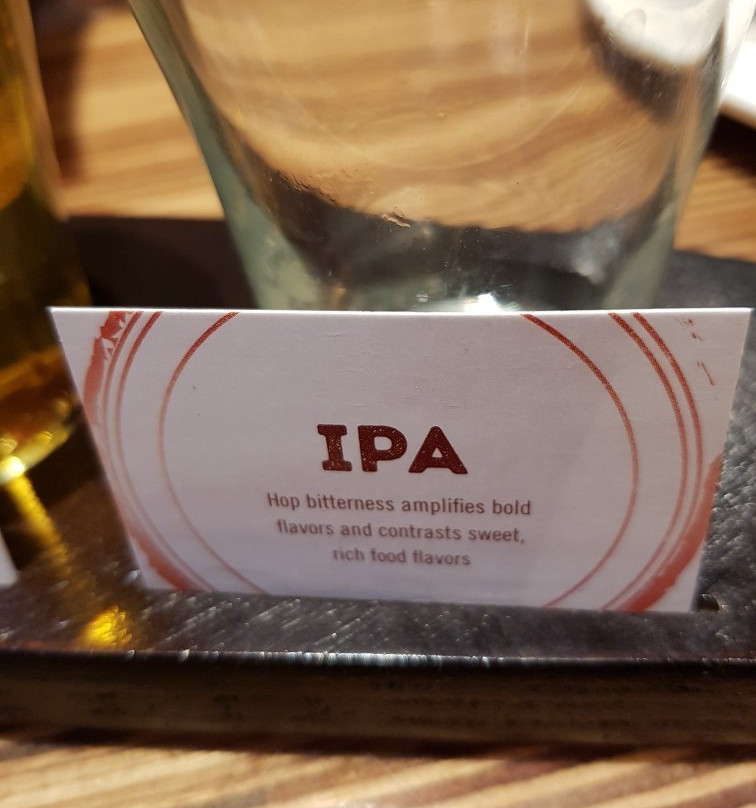 IPA
Hop bitterness amplifies bold
flavors and contrasts sweet,
rich food flavors